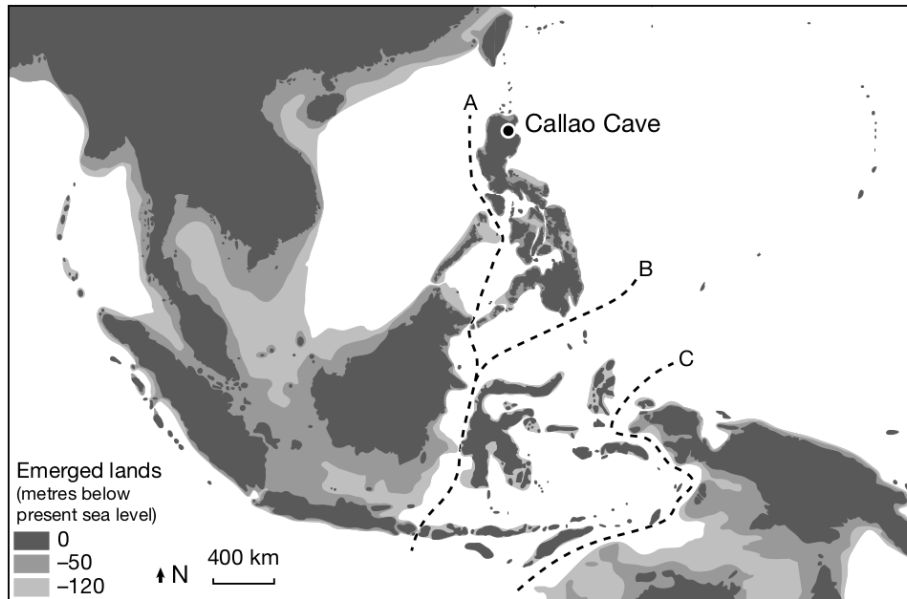 A
Callao Cave
B
C
Emerged lands
(metres below
present sea level)
0
–50
–120
N
400 km